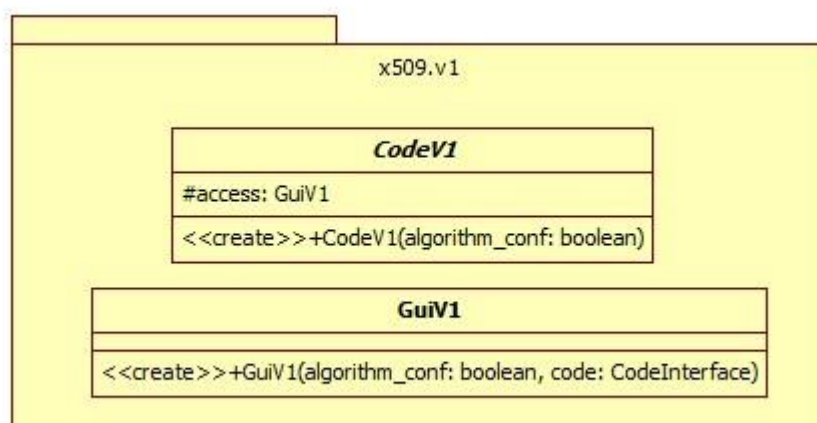 x509.v1
CodeV1
#access: GuiV1
<<create>>+CodeV1(algorithm_conf: boolean)
GuiV1
<<create>>+GuiV1(algorithm_conf: boolean, code: CodeInterface)